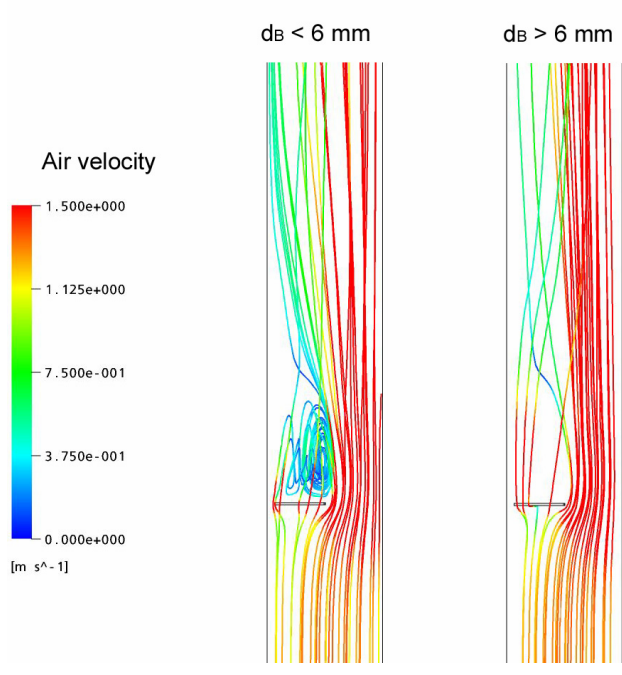 dB < 6 mm
dB > 6 mm
Air velocity
1.500e+000
1.125e+000
7.500e-001
3.750e-001
0.000e+000
[m s^-1]